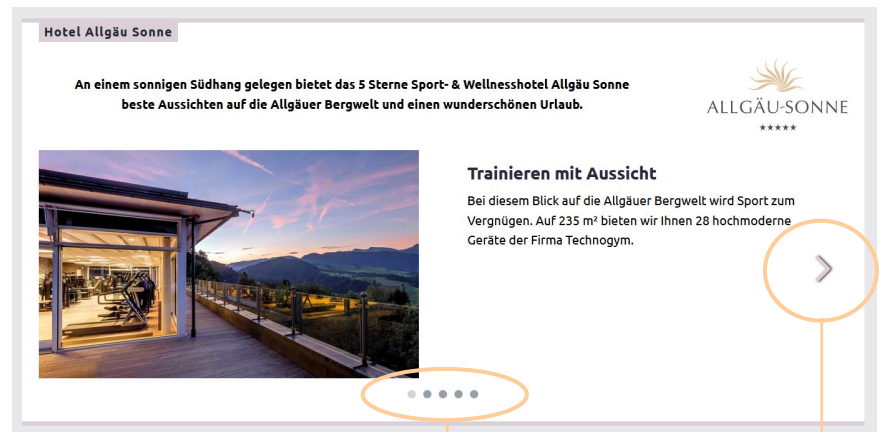 Hotel Allgäu Sonne
An einem sonnigen Südhang gelegen bietet das 5 Sterne Sport- & Wellnesshotel Allgäu Sonne
beste Aussichten auf die Allgäuer Bergwelt und einen wunderschönen Urlaub.
ALLGÄU-SONNE
★★★★★
Trainieren mit Aussicht
Bei diesem Blick auf die Allgäuer Bergwelt wird Sport zum
Vergnügen. Auf 235 m² bieten wir Ihnen 28 hochmoderne
Geräte der Firma Technogym.